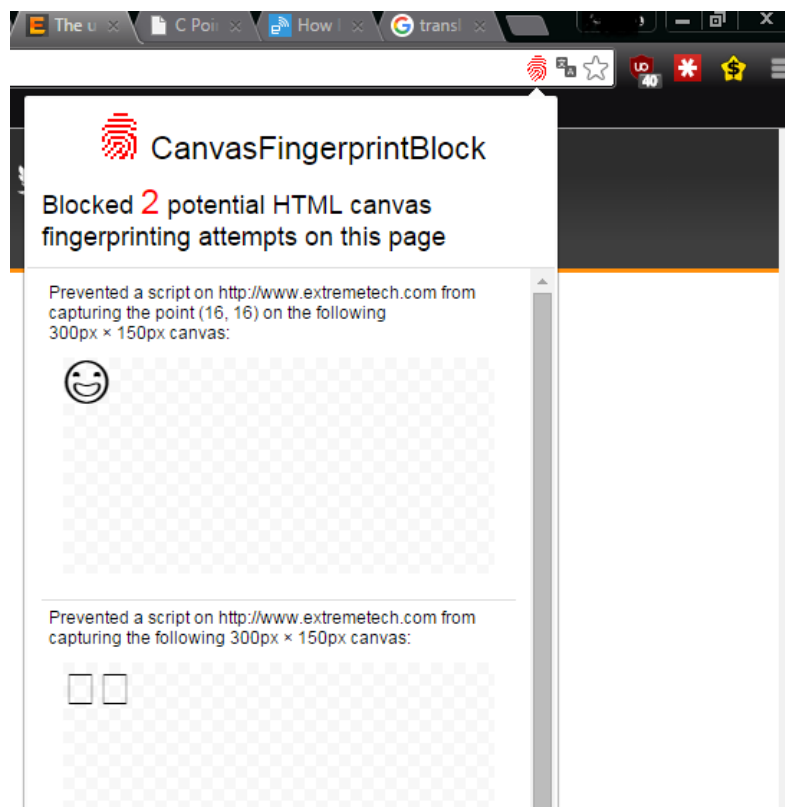 The u
C Poi
How I
transl
40
CanvasFingerprintBlock
Blocked 2 potential HTML canvas
fingerprinting attempts on this page
Prevented a script on http://www.extremetech.com from
capturing the point (16, 16) on the following
300px × 150px canvas:
Prevented a script on http://www.extremetech.com from
capturing the following 300px × 150px canvas: